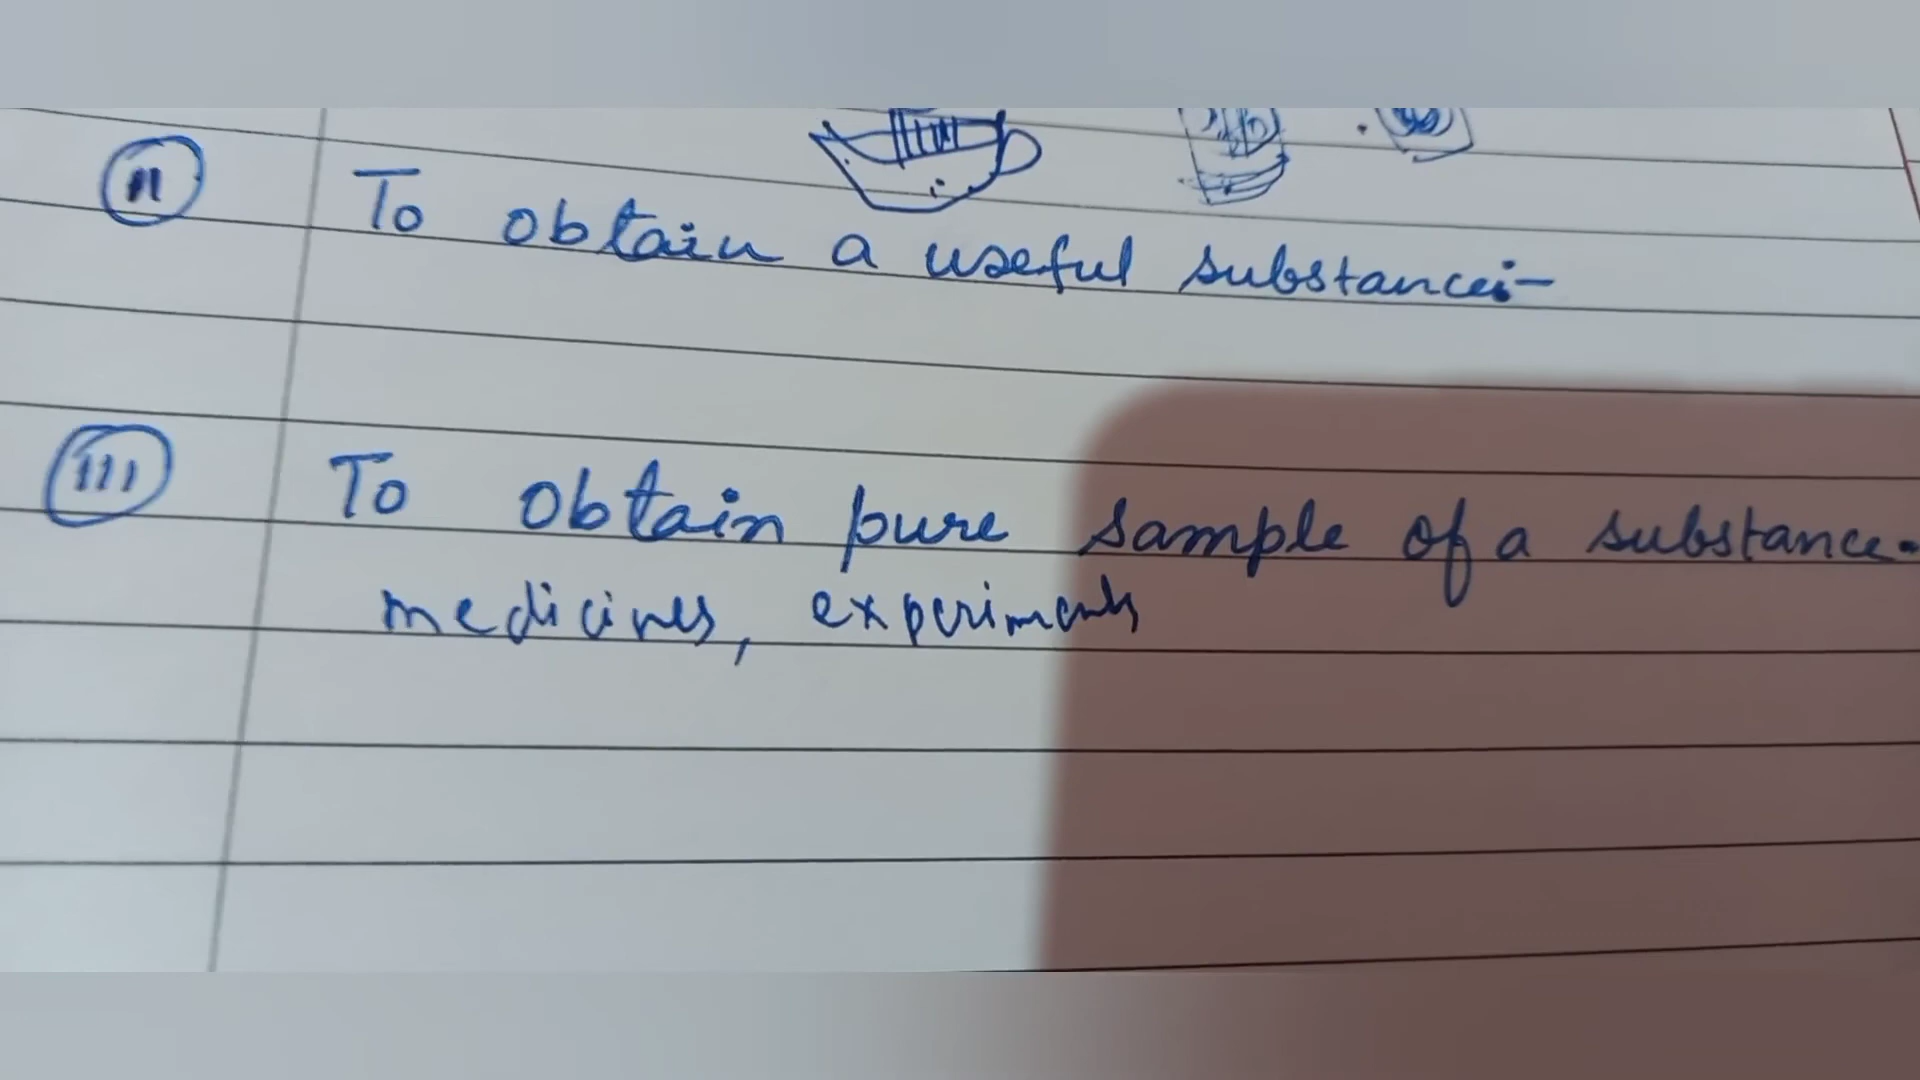 (ii) To obtain a useful substance:-
(iii) To obtain pure sample of a substance.
medicines, experiments